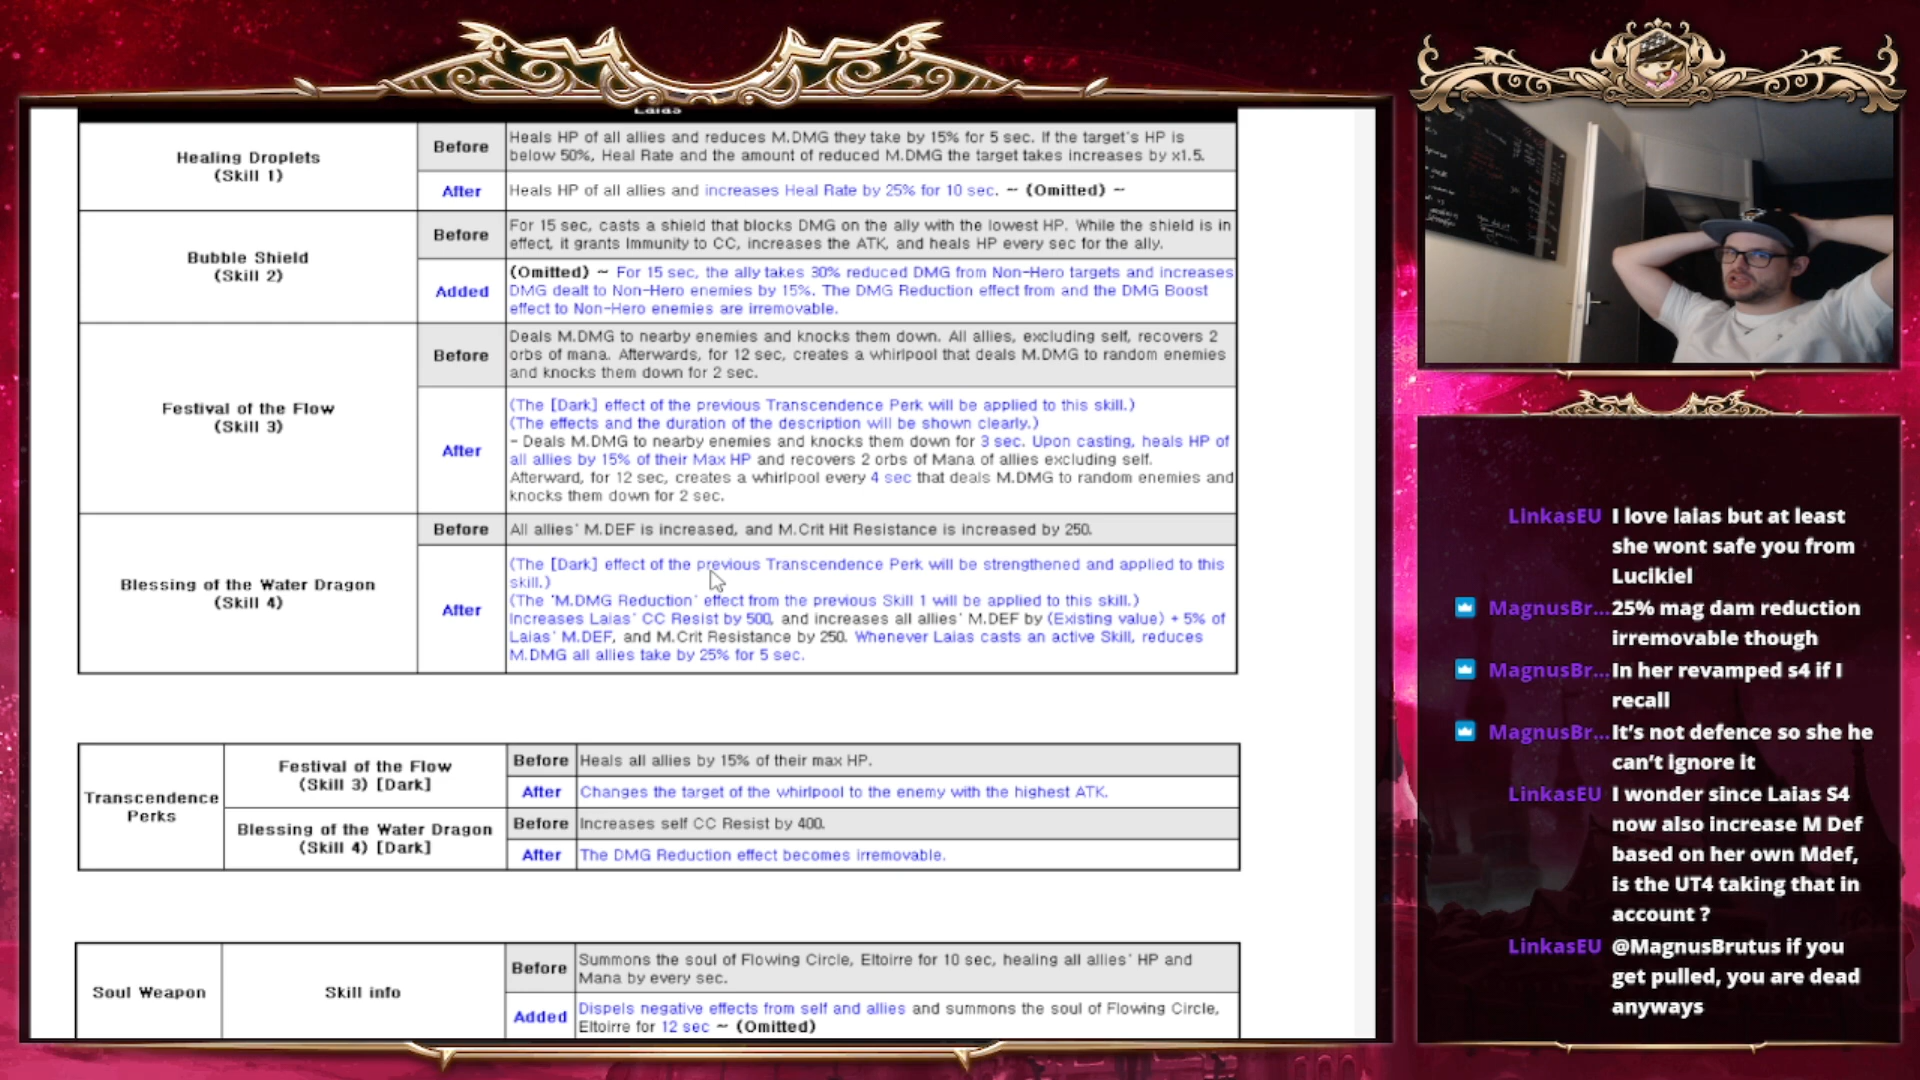 Laias
Healing Droplets
(Skill 1)
Before
Heals HP of all allies and reduces M.DMG they take by 15% for 5 sec. If the target's HP is
below 50%, Heal Rate and the amount of reduced M.DMG the target takes increases by x1.5.
After
Heals HP of all allies and increases Heal Rate by 25% for 10 sec. ~ (Omitted) ~
Bubble Shield
(Skill 2)
Before
For 15 sec, casts a shield that blocks DMG on the ally with the lowest HP. While the shield is in
effect, it grants Immunity to CC, increases the ATK, and heals HP every sec for the ally.
Added
(Omitted) ~ For 15 sec, the ally takes 30% reduced DMG from Non-Hero targets and increases
DMG dealt to Non-Hero enemies by 15%. The DMG Reduction effect from and the DMG Boost
effect to Non-Hero enemies are irremovable.
Festival of the Flow
(Skill 3)
Before
Deals M.DMG to nearby enemies and knocks them down. All allies, excluding self, recovers 2
orbs of mana. Afterwards, for 12 sec, creates a whirlpool that deals M.DMG to random enemies
and knocks them down for 2 sec.
After
(The [Dark] effect of the previous Transcendence Perk will be applied to this skill.)
(The effects and the duration of the description will be shown clearly.)
- Deals M.DMG to nearby enemies and knocks them down for 3 sec. Upon casting, heals HP of
all allies by 15% of their Max HP and recovers 2 orbs of Mana of allies excluding self.
Afterward, for 12 sec, creates a whirlpool every 4 sec that deals M.DMG to random enemies and
knocks them down for 2 sec.
Blessing of the Water Dragon
(Skill 4)
Before
All allies' M.DEF is increased, and M.Crit Hit Resistance is increased by 250.
After
(The [Dark] effect of the previous Transcendence Perk will be strengthened and applied to this
skill.)
(The 'M.DMG Reduction' effect from the previous Skill 1 will be applied to this skill.)
Increases Laias' CC Resist by 500, and increases all allies' M.DEF by (Existing value) + 5% of
Laias' M.DEF, and M.Crit Resistance by 250. Whenever Laias casts an active Skill, reduces
M.DMG all allies take by 25% for 5 sec.
Transcendence
Perks
Festival of the Flow
(Skill 3) [Dark]
Before
Heals all allies by 15% of their max HP.
After
Changes the target of the whirlpool to the enemy with the highest ATK.
Blessing of the Water Dragon
(Skill 4) [Dark]
Before
Increases self CC Resist by 400.
After
The DMG Reduction effect becomes irremovable.
Soul Weapon
Skill info
Before
Summons the soul of Flowing Circle, Eltoirre for 10 sec, healing all allies' HP and
Mana by every sec.
Added
Dispels negative effects from self and allies and summons the soul of Flowing Circle,
Eltoirre for 12 sec ~ (Omitted)
LinkasEU I love laias but at least
she wont safe you from
Lucikiel
MagnusBr... 25% mag dam reduction
irremovable though
MagnusBr... In her revamped s4 if I
recall
MagnusBr... It's not defence so she he
can't ignore it
LinkasEU I wonder since Laias S4
now also increase M Def
based on her own Mdef,
is the UT4 taking that in
account ?
LinkasEU @MagnusBrutus if you
get pulled, you are dead
anyways